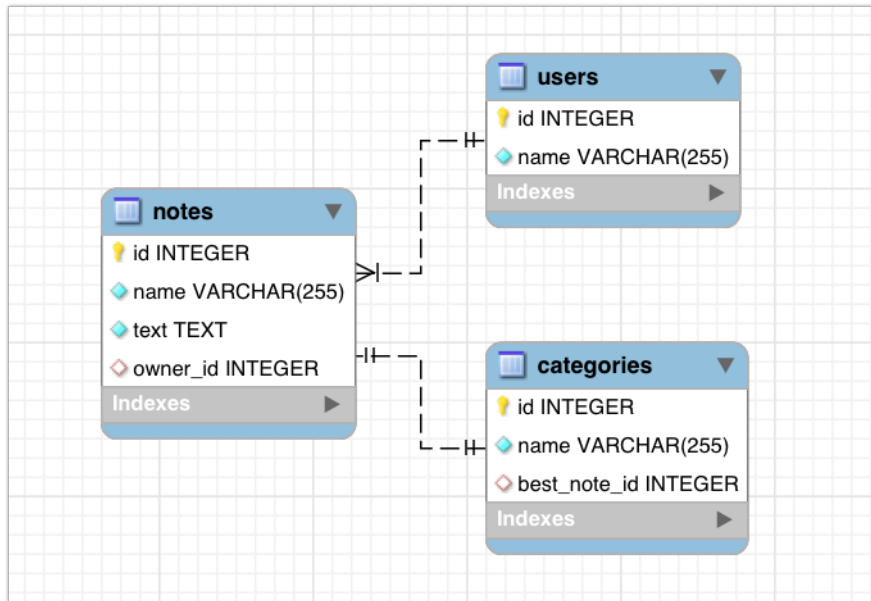 users
id INTEGER
name VARCHAR(255)
Indexes
notes
id INTEGER
name VARCHAR(255)
text TEXT
owner_id INTEGER
Indexes
categories
id INTEGER
name VARCHAR(255)
best_note_id INTEGER
Indexes